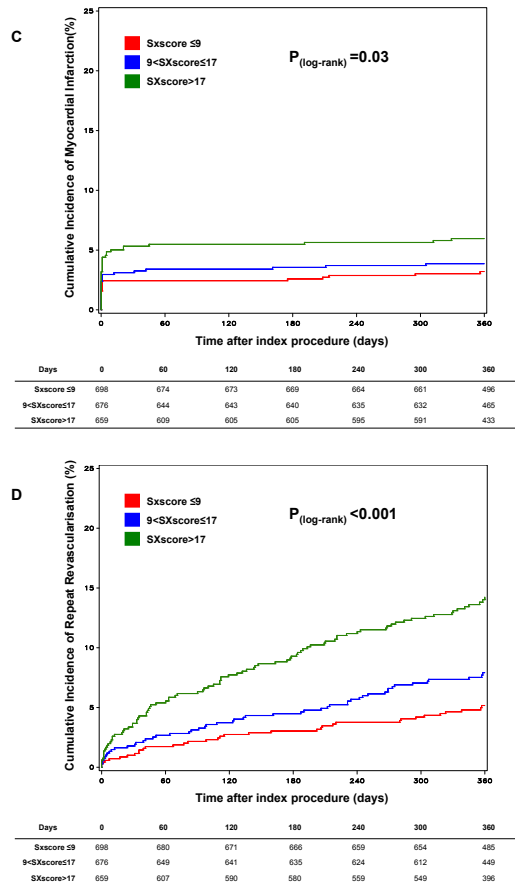 C
Cumulative Incidence of Myocardial Infarction(%)
25
20
15
10
5
0
Sxscore ≤9
9<SXscore≤17
SXscore>17
P(log-rank) =0.03
0 60 120 180 240 300 360
Time after index procedure (days)
Days 0 60 120 180 240 300 360
Sxscore ≤9 698 674 673 669 664 661 496
9<SXscore≤17 676 644 643 640 635 632 465
SXscore>17 659 609 605 605 595 591 433
D
Cumulative Incidence of Repeat Revascularisation (%)
25
20
15
10
5
0
Sxscore ≤9
9<SXscore≤17
SXscore>17
P(log-rank) <0.001
0 60 120 180 240 300 360
Time after index procedure (days)
Days 0 60 120 180 240 300 360
Sxscore ≤9 698 680 671 666 659 654 485
9<SXscore≤17 676 649 641 635 624 612 449
SXscore>17 659 607 590 580 559 549 396